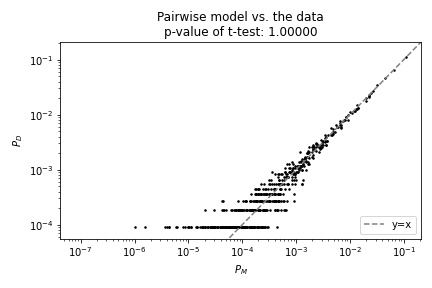 Pairwise model vs. the data
p-value of t-test: 1.00000
10⁻¹
10⁻²
10⁻³
10⁻⁴
P_D
y=x
10⁻⁷ 10⁻⁶ 10⁻⁵ 10⁻⁴ 10⁻³ 10⁻² 10⁻¹
P_M